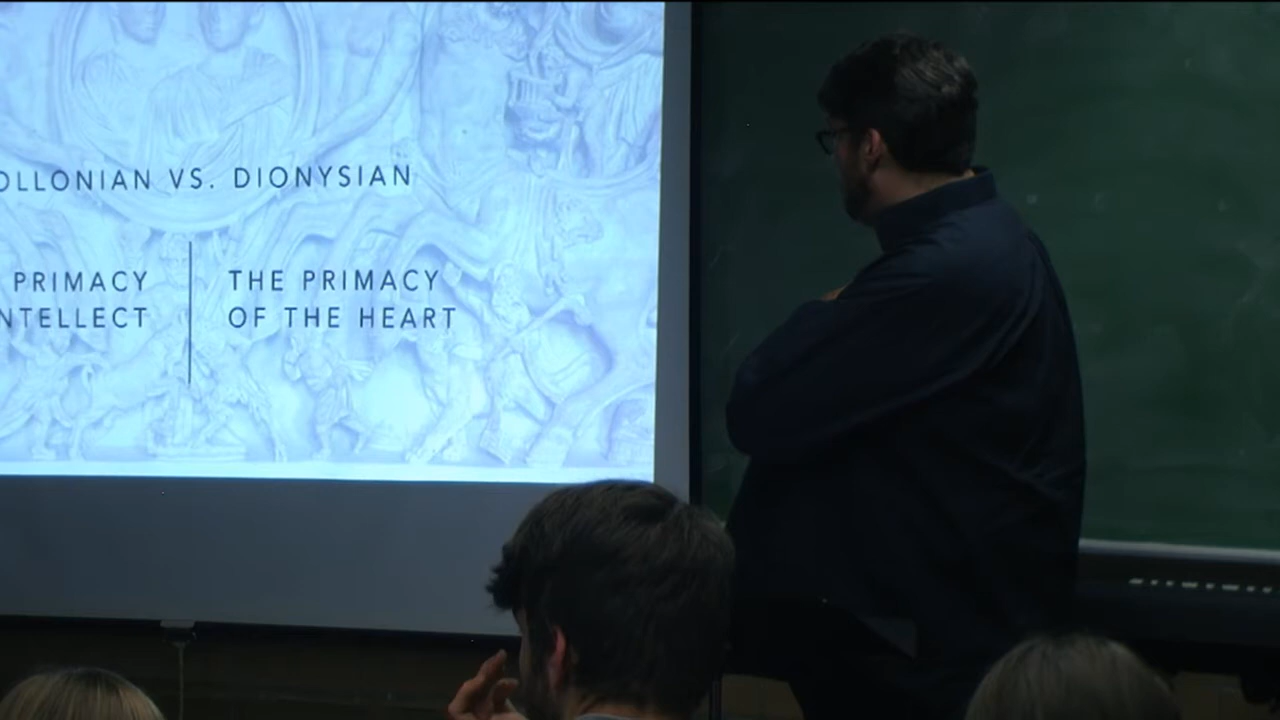 OLLONIAN VS. DIONYSIAN
PRIMACY
NTELLECT
THE PRIMACY
OF THE HEART